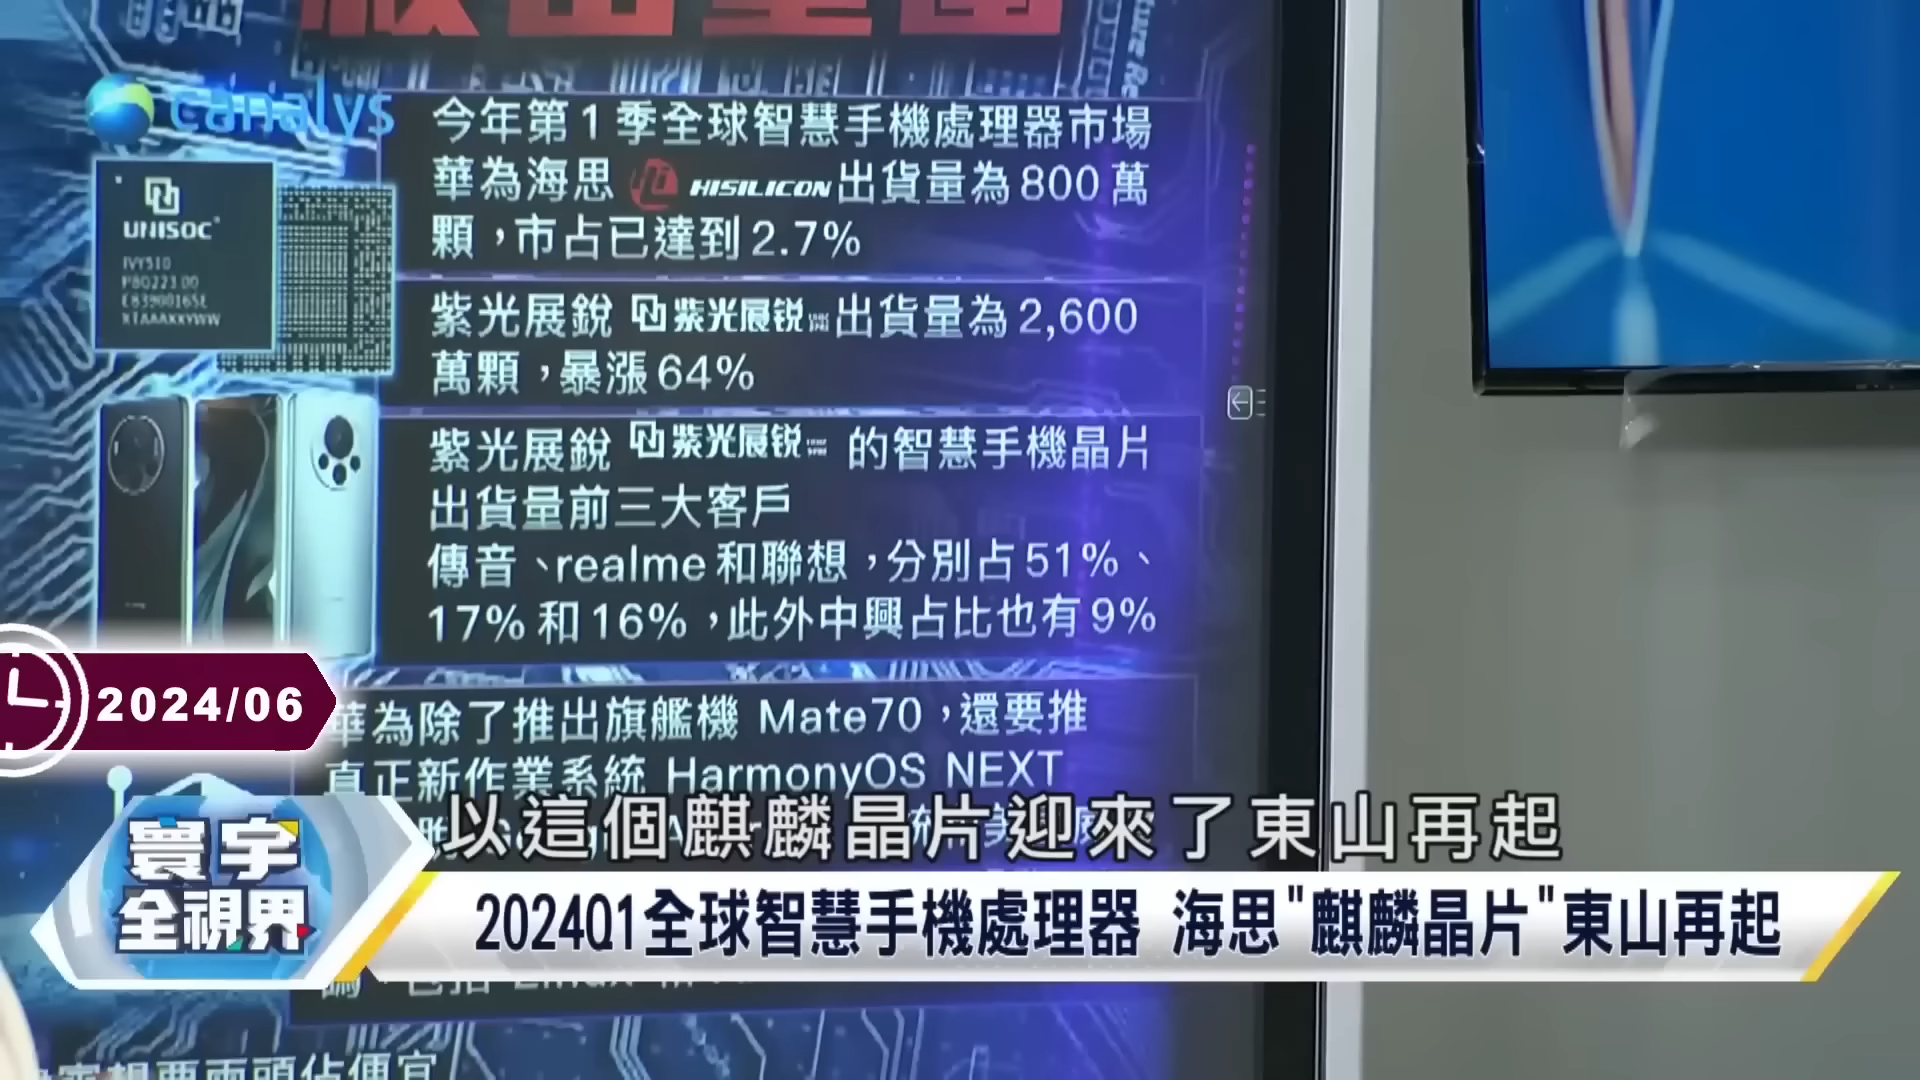 canalys
今年第1季全球智慧手機處理器市場
華為海思 HISILICON 出貨量為800萬
顆，市占已達到2.7%
UNISOC
IVY510
紫光展銳 紫光展锐 出貨量為2,600
萬顆，暴漲64%
紫光展銳 紫光展锐 的智慧手機晶片
出貨量前三大客戶
傳音、realme和聯想，分別占51%、
17%和16%，此外中興占比也有9%
2024/06
華為除了推出旗艦機 Mate70，還要推
真正新作業系統 HarmonyOS NEXT
以這個麒麟晶片迎來了東山再起
寰宇
全視界
2024Q1全球智慧手機處理器 海思"麒麟晶片"東山再起